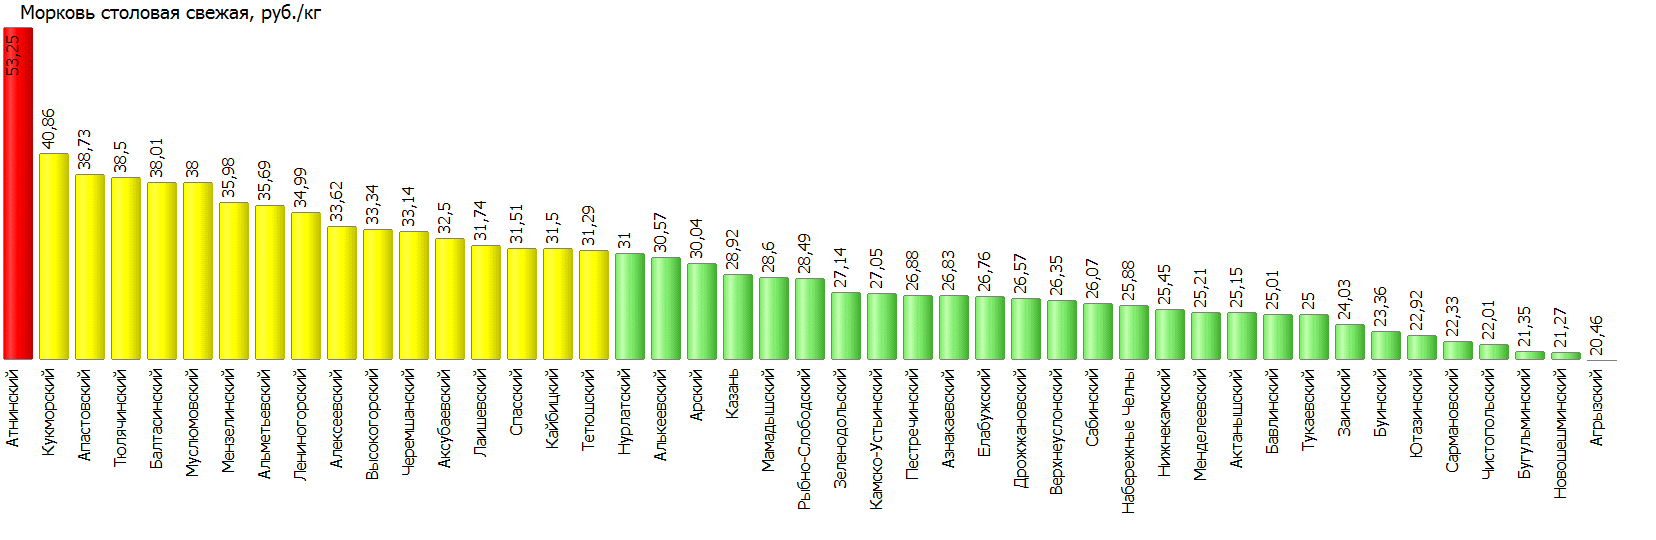 Морковь столовая свежая, руб./кг
53,25
40,86
38,73
38,5
38,01
38
35,98
35,69
34,99
33,62
33,34
33,14
32,5
31,74
31,51
31,5
31,29
31
30,57
30,04
28,92
28,6
28,49
27,14
27,05
26,88
26,83
26,76
26,57
26,35
26,07
25,88
25,45
25,21
25,15
25,01
25
24,03
23,36
22,92
22,33
22,01
21,35
21,27
20,46
Атнинский
Кукморский
Апастовский
Тюлячинский
Балтасинский
Муслюмовский
Мензелинский
Альметьевский
Лениногорский
Алексеевский
Высокогорский
Черемшанский
Аксубаевский
Лаишевский
Спасский
Кайбицкий
Тетюшский
Нурлатский
Алькеевский
Арский
Казань
Мамадышский
Рыбно-Слободский
Зеленодольский
Камско-Устьинский
Пестречинский
Азнакаевский
Елабужский
Дрожжановский
Верхнеуслонский
Сабинский
Набережные Челны
Нижнекамский
Менделеевский
Актанышский
Бавлинский
Тукаевский
Заинский
Буинский
Ютазинский
Сармановский
Чистопольский
Бугульминский
Новошешминский
Агрызский